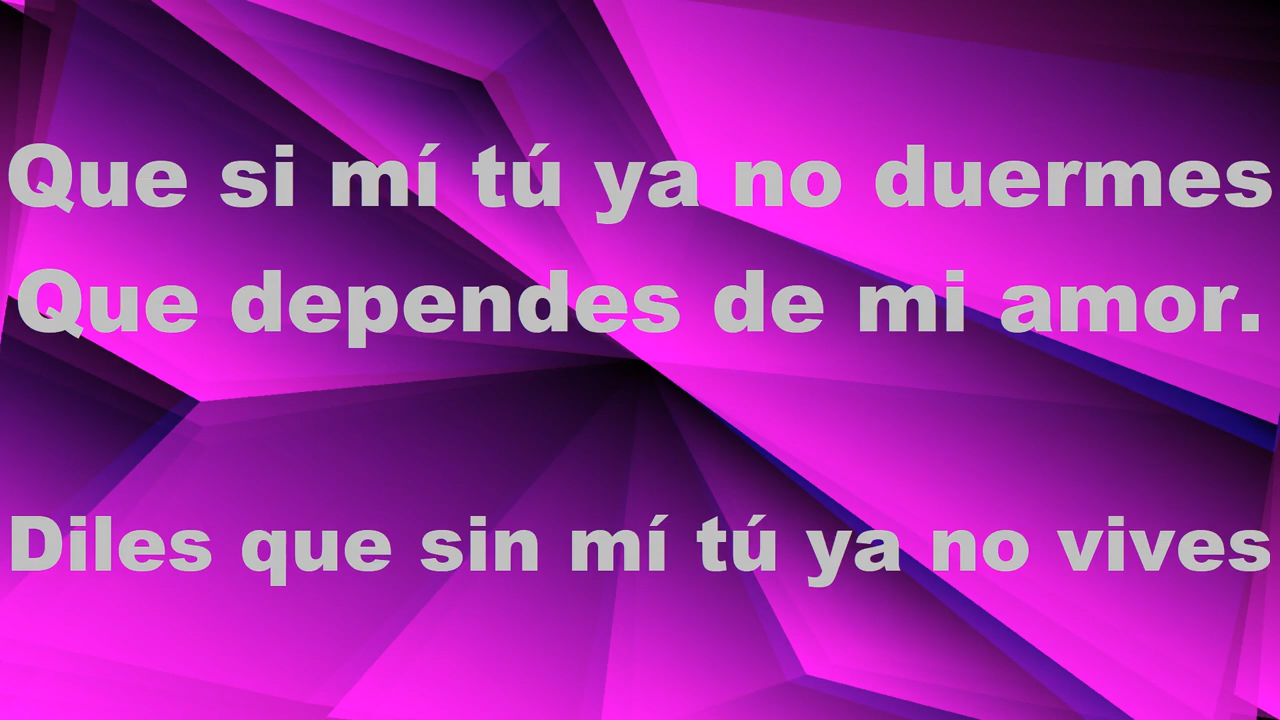 Que si mí tú ya no duermes
Que dependes de mi amor.
Diles que sin mí tú ya no vives